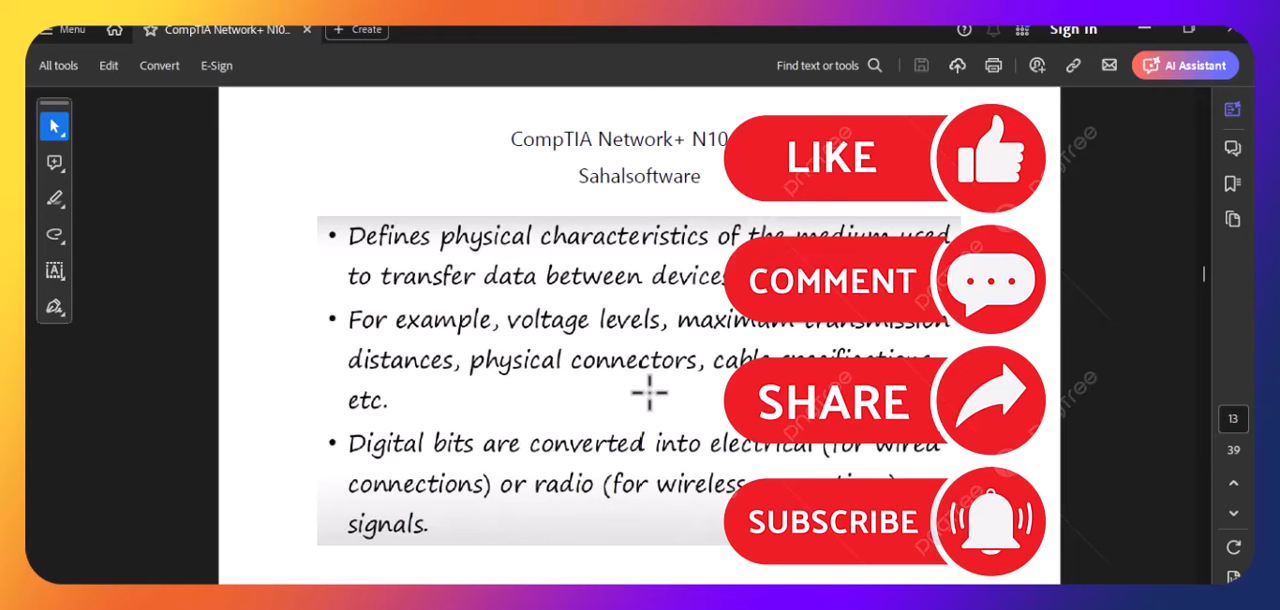 Menu
CompTIA Network+ N10...
Create
Sign in
All tools
Edit
Convert
E-Sign
Find text or tools
AI Assistant
CompTIA Network+ N10
Sahalsoftware
• Defines physical characteristics of the medium used
to transfer data between devices
• For example, voltage levels, maximum transmission
distances, physical connectors, cable specifications,
etc.
• Digital bits are converted into electrical (for wired
connections) or radio (for wireless
signals.
LIKE
COMMENT
SHARE
SUBSCRIBE
13
39
pngtree
pngtree